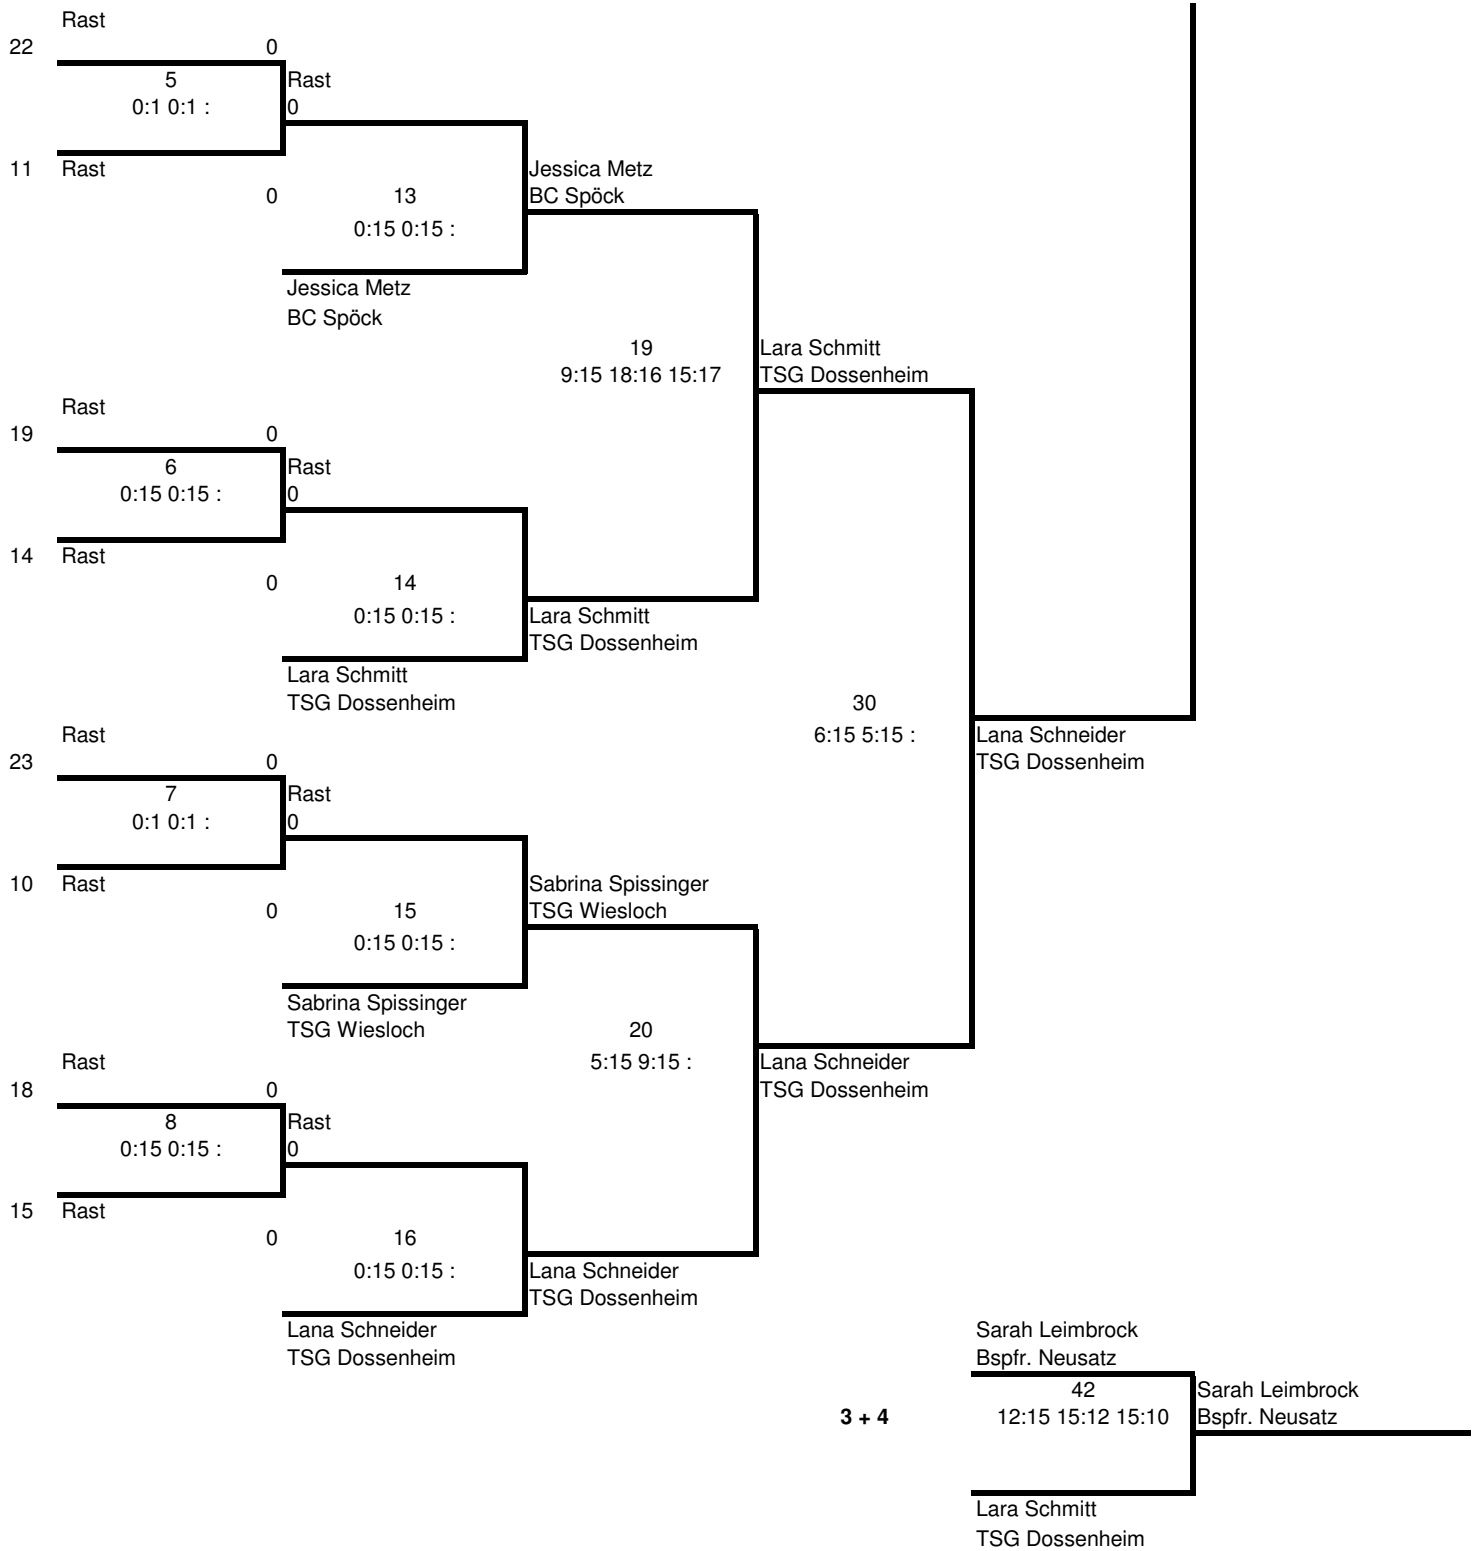 Rast
22 0
5 Rast
0:1 0:1 : 0
11 Rast Jessica Metz
0 13 BC Spöck
0:15 0:15 :
Jessica Metz
BC Spöck
19 Lara Schmitt
9:15 18:16 15:17 TSG Dossenheim
Rast
19 0
6 Rast
0:15 0:15 : 0
14 Rast
0 14
0:15 0:15 : Lara Schmitt
TSG Dossenheim
Lara Schmitt
TSG Dossenheim 30
Rast 6:15 5:15 : Lana Schneider
23 0 TSG Dossenheim
7 Rast
0:1 0:1 : 0
10 Rast Sabrina Spissinger
0 15 TSG Wiesloch
0:15 0:15 :
Sabrina Spissinger
TSG Wiesloch 20
Rast 5:15 9:15 : Lana Schneider
18 0 TSG Dossenheim
8 Rast
0:15 0:15 : 0
15 Rast
0 16
0:15 0:15 : Lana Schneider
TSG Dossenheim
Lana Schneider Sarah Leimbrock
TSG Dossenheim Bspfr. Neusatz
42 Sarah Leimbrock
3 + 4 12:15 15:12 15:10 Bspfr. Neusatz
Lara Schmitt
TSG Dossenheim